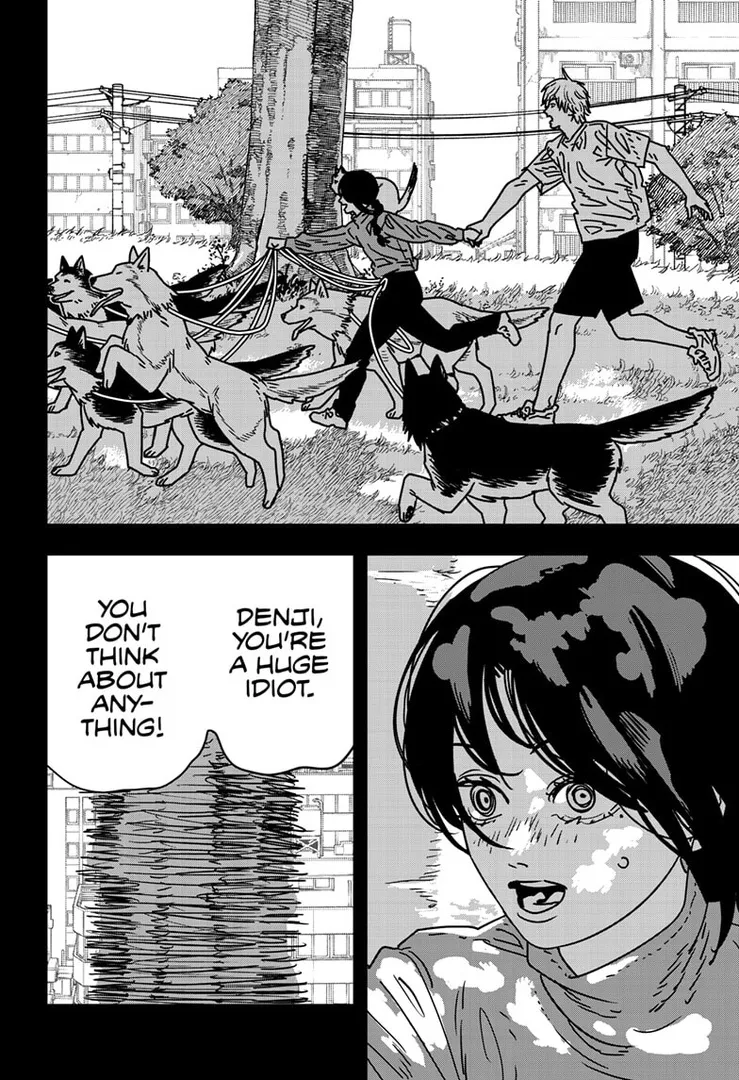 DENJI,
YOU'RE
A HUGE
IDIOT.
YOU
DON'T
THINK
ABOUT
ANY-
THING!